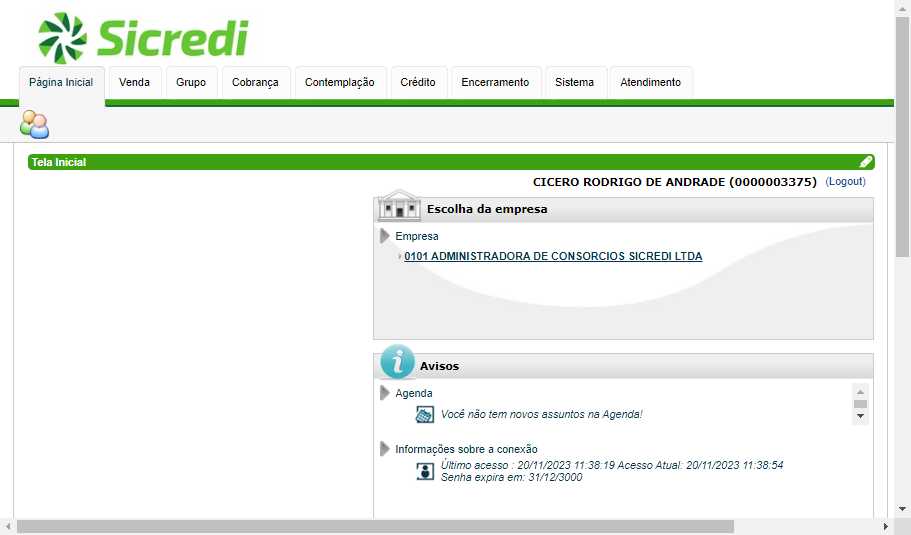 Sicredi
Página Inicial
Venda
Grupo
Cobrança
Contemplação
Crédito
Encerramento
Sistema
Atendimento
Tela Inicial
CICERO RODRIGO DE ANDRADE (0000003375) (Logout)
Escolha da empresa
Empresa
0101 ADMINISTRADORA DE CONSORCIOS SICREDI LTDA
Avisos
Agenda
Você não tem novos assuntos na Agenda!
Informações sobre a conexão
Último acesso : 20/11/2023 11:38:19 Acesso Atual: 20/11/2023 11:38:54
Senha expira em: 31/12/3000